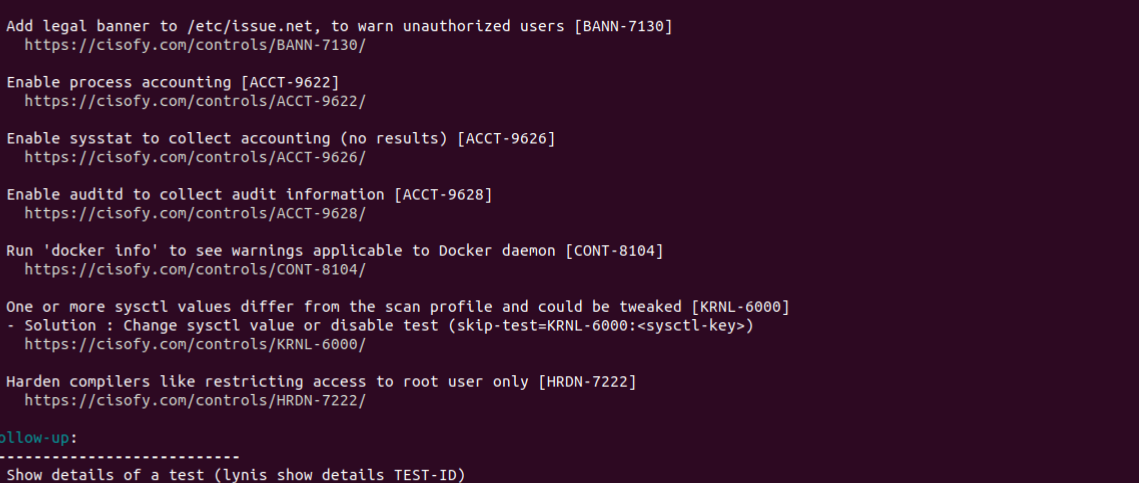 Add legal banner to /etc/issue.net, to warn unauthorized users [BANN-7130]
https://cisofy.com/controls/BANN-7130/
Enable process accounting [ACCT-9622]
https://cisofy.com/controls/ACCT-9622/
Enable sysstat to collect accounting (no results) [ACCT-9626]
https://cisofy.com/controls/ACCT-9626/
Enable auditd to collect audit information [ACCT-9628]
https://cisofy.com/controls/ACCT-9628/
Run 'docker info' to see warnings applicable to Docker daemon [CONT-8104]
https://cisofy.com/controls/CONT-8104/
One or more sysctl values differ from the scan profile and could be tweaked [KRNL-6000]
- Solution : Change sysctl value or disable test (skip-test=KRNL-6000:<sysctl-key>)
https://cisofy.com/controls/KRNL-6000/
Harden compilers like restricting access to root user only [HRDN-7222]
https://cisofy.com/controls/HRDN-7222/
ollow-up:
---------------------------
Show details of a test (lynis show details TEST-ID)